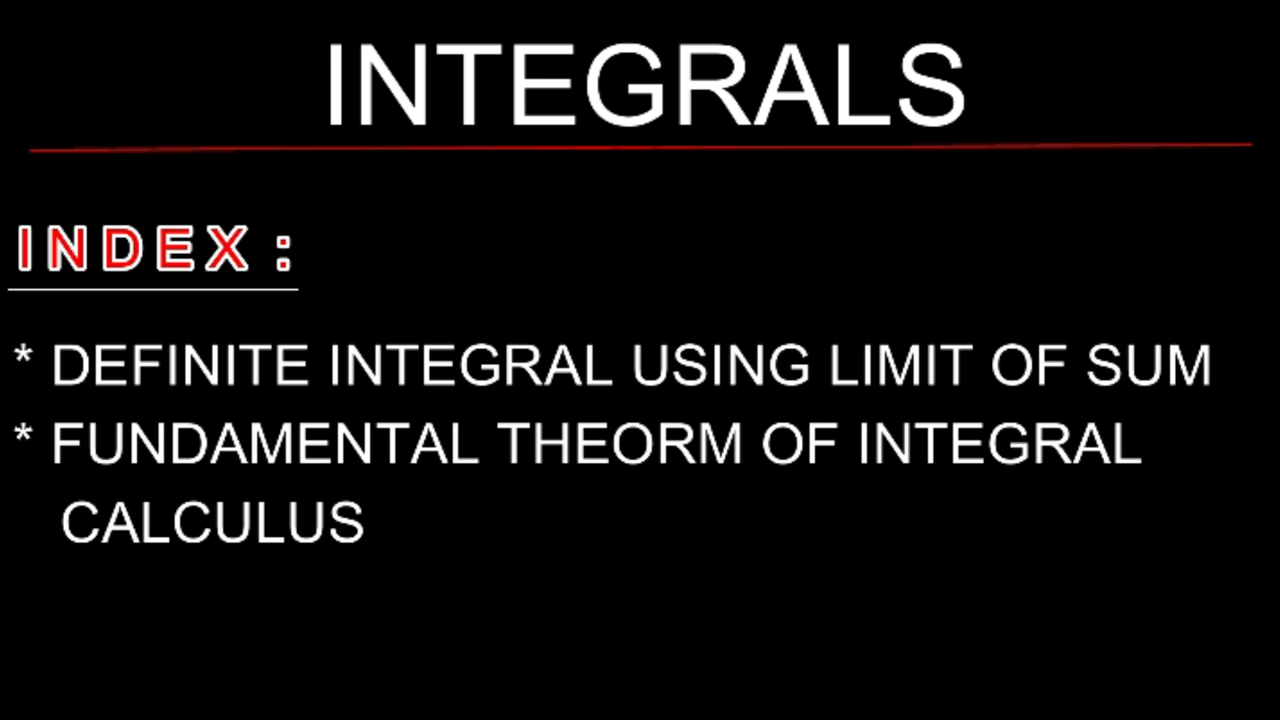 INTEGRALS
INDEX :
* DEFINITE INTEGRAL USING LIMIT OF SUM
* FUNDAMENTAL THEORM OF INTEGRAL
CALCULUS